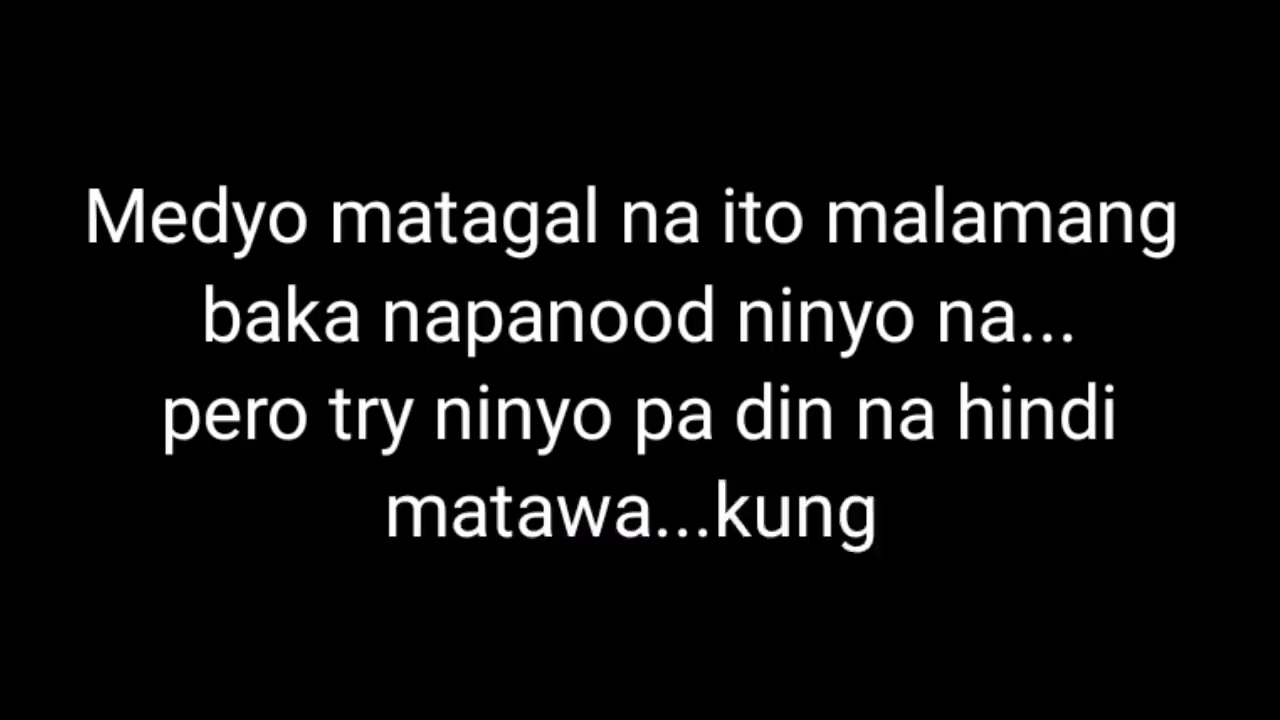 Medyo matagal na ito malamang
baka napanood ninyo na...
pero try ninyo pa din na hindi
matawa...kung